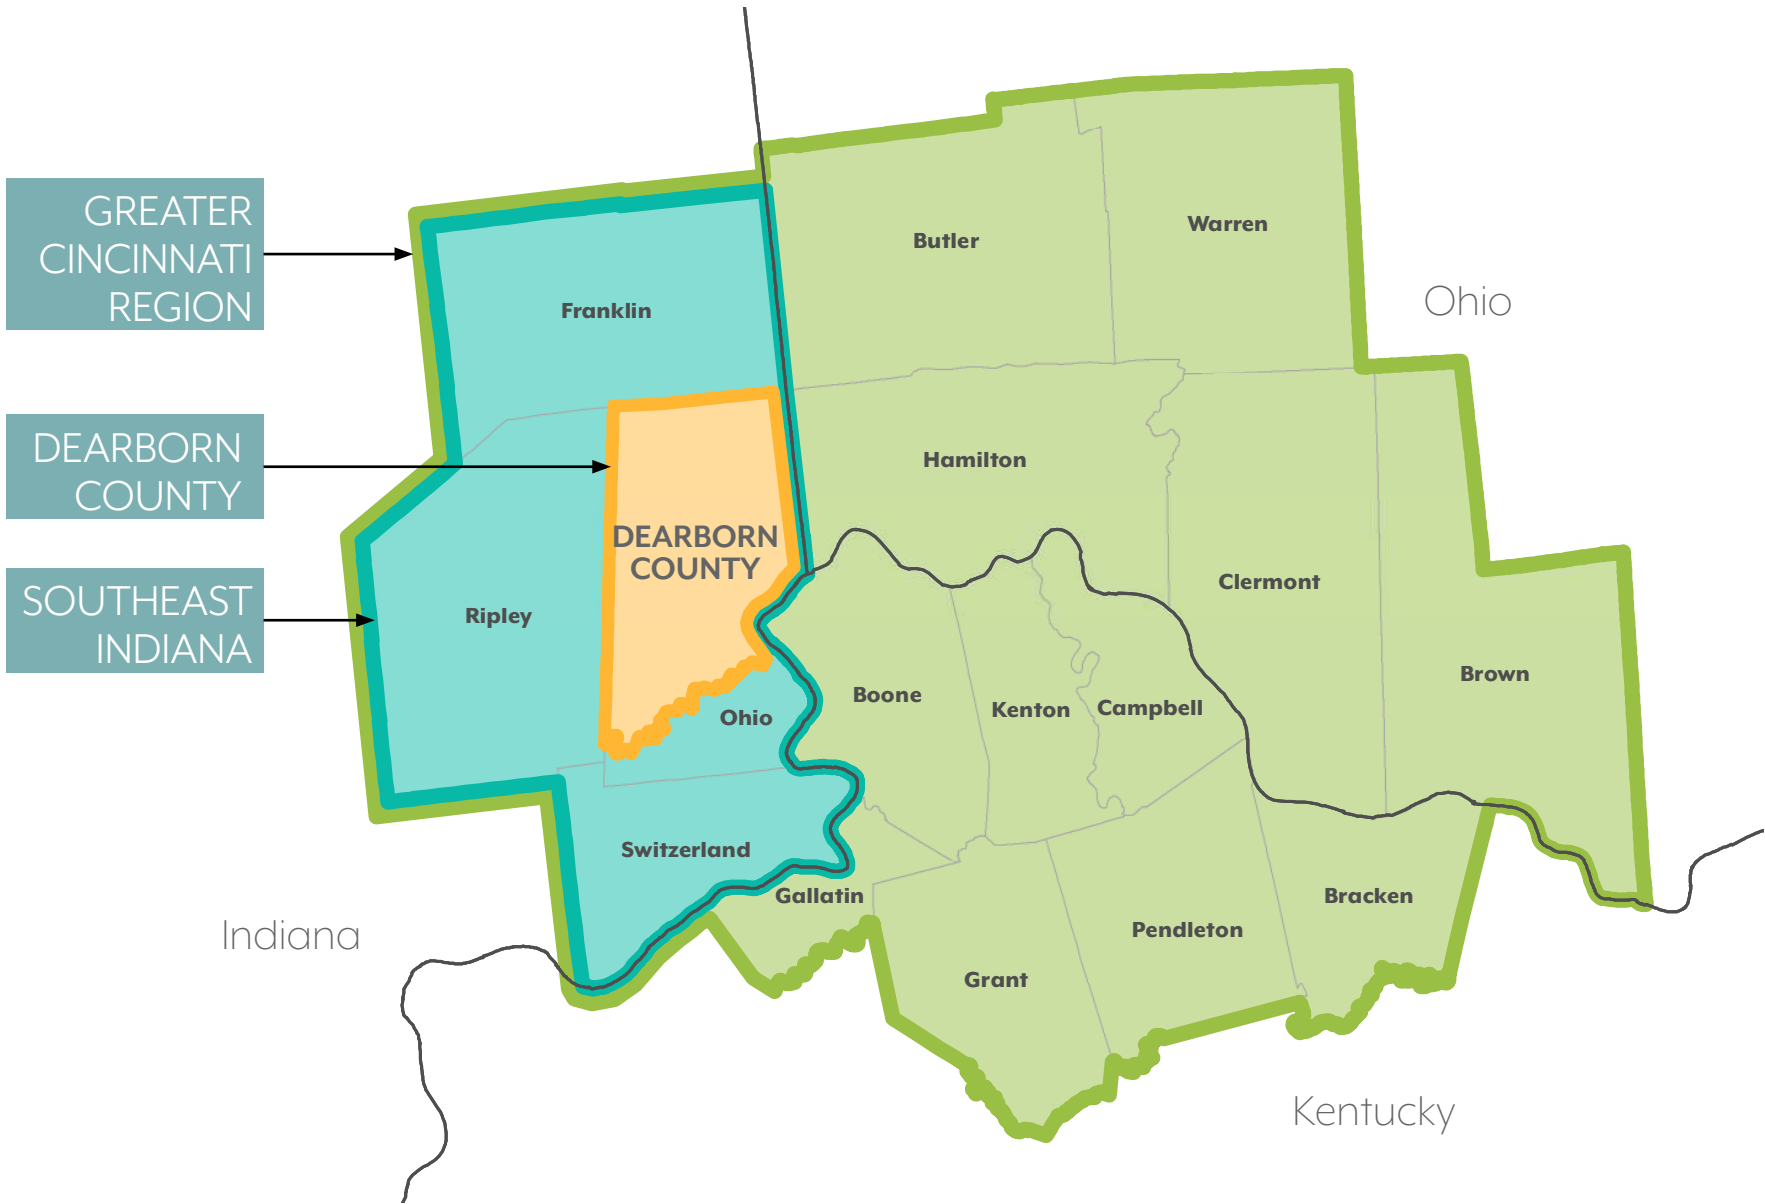 GREATER
CINCINNATI
REGION
DEARBORN
COUNTY
SOUTHEAST
INDIANA
Butler
Warren
Ohio
Franklin
Hamilton
DEARBORN
COUNTY
Clermont
Ripley
Brown
Boone
Kenton
Campbell
Ohio
Switzerland
Gallatin
Bracken
Indiana
Pendleton
Grant
Kentucky